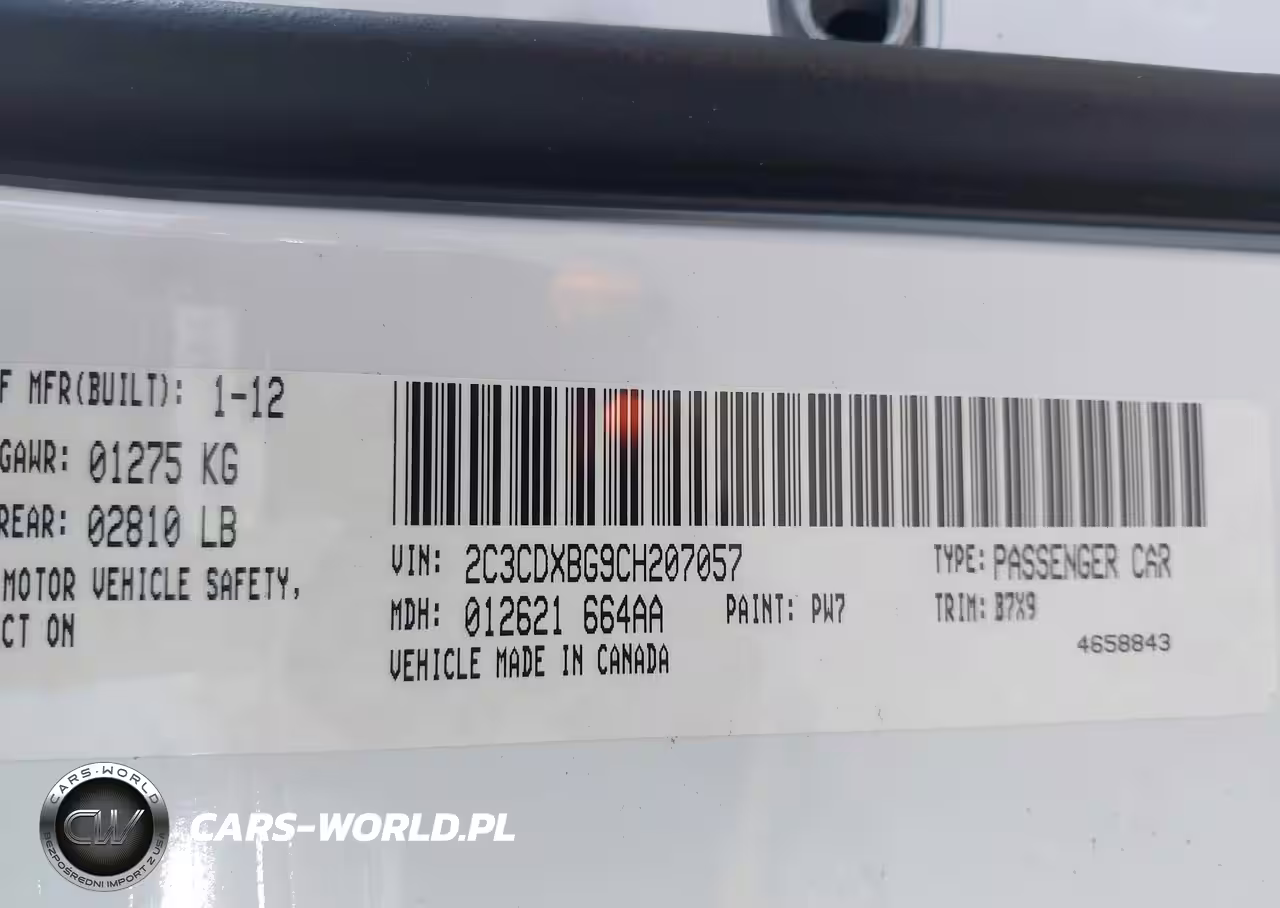 F MFR(BUILT): 1-12
GAWR: 01275 KG
REAR: 02810 LB
MOTOR VEHICLE SAFETY,
CT ON
VIN: 2C3CDXBG9CH207057 TYPE: PASSENGER CAR
MDH: 012621 664AA PAINT: PW7 TRIM: B7X9
VEHICLE MADE IN CANADA 4658843
CARS-WORLD
CW
BEZPOŚREDNI IMPORT Z USA
CARS-WORLD.PL